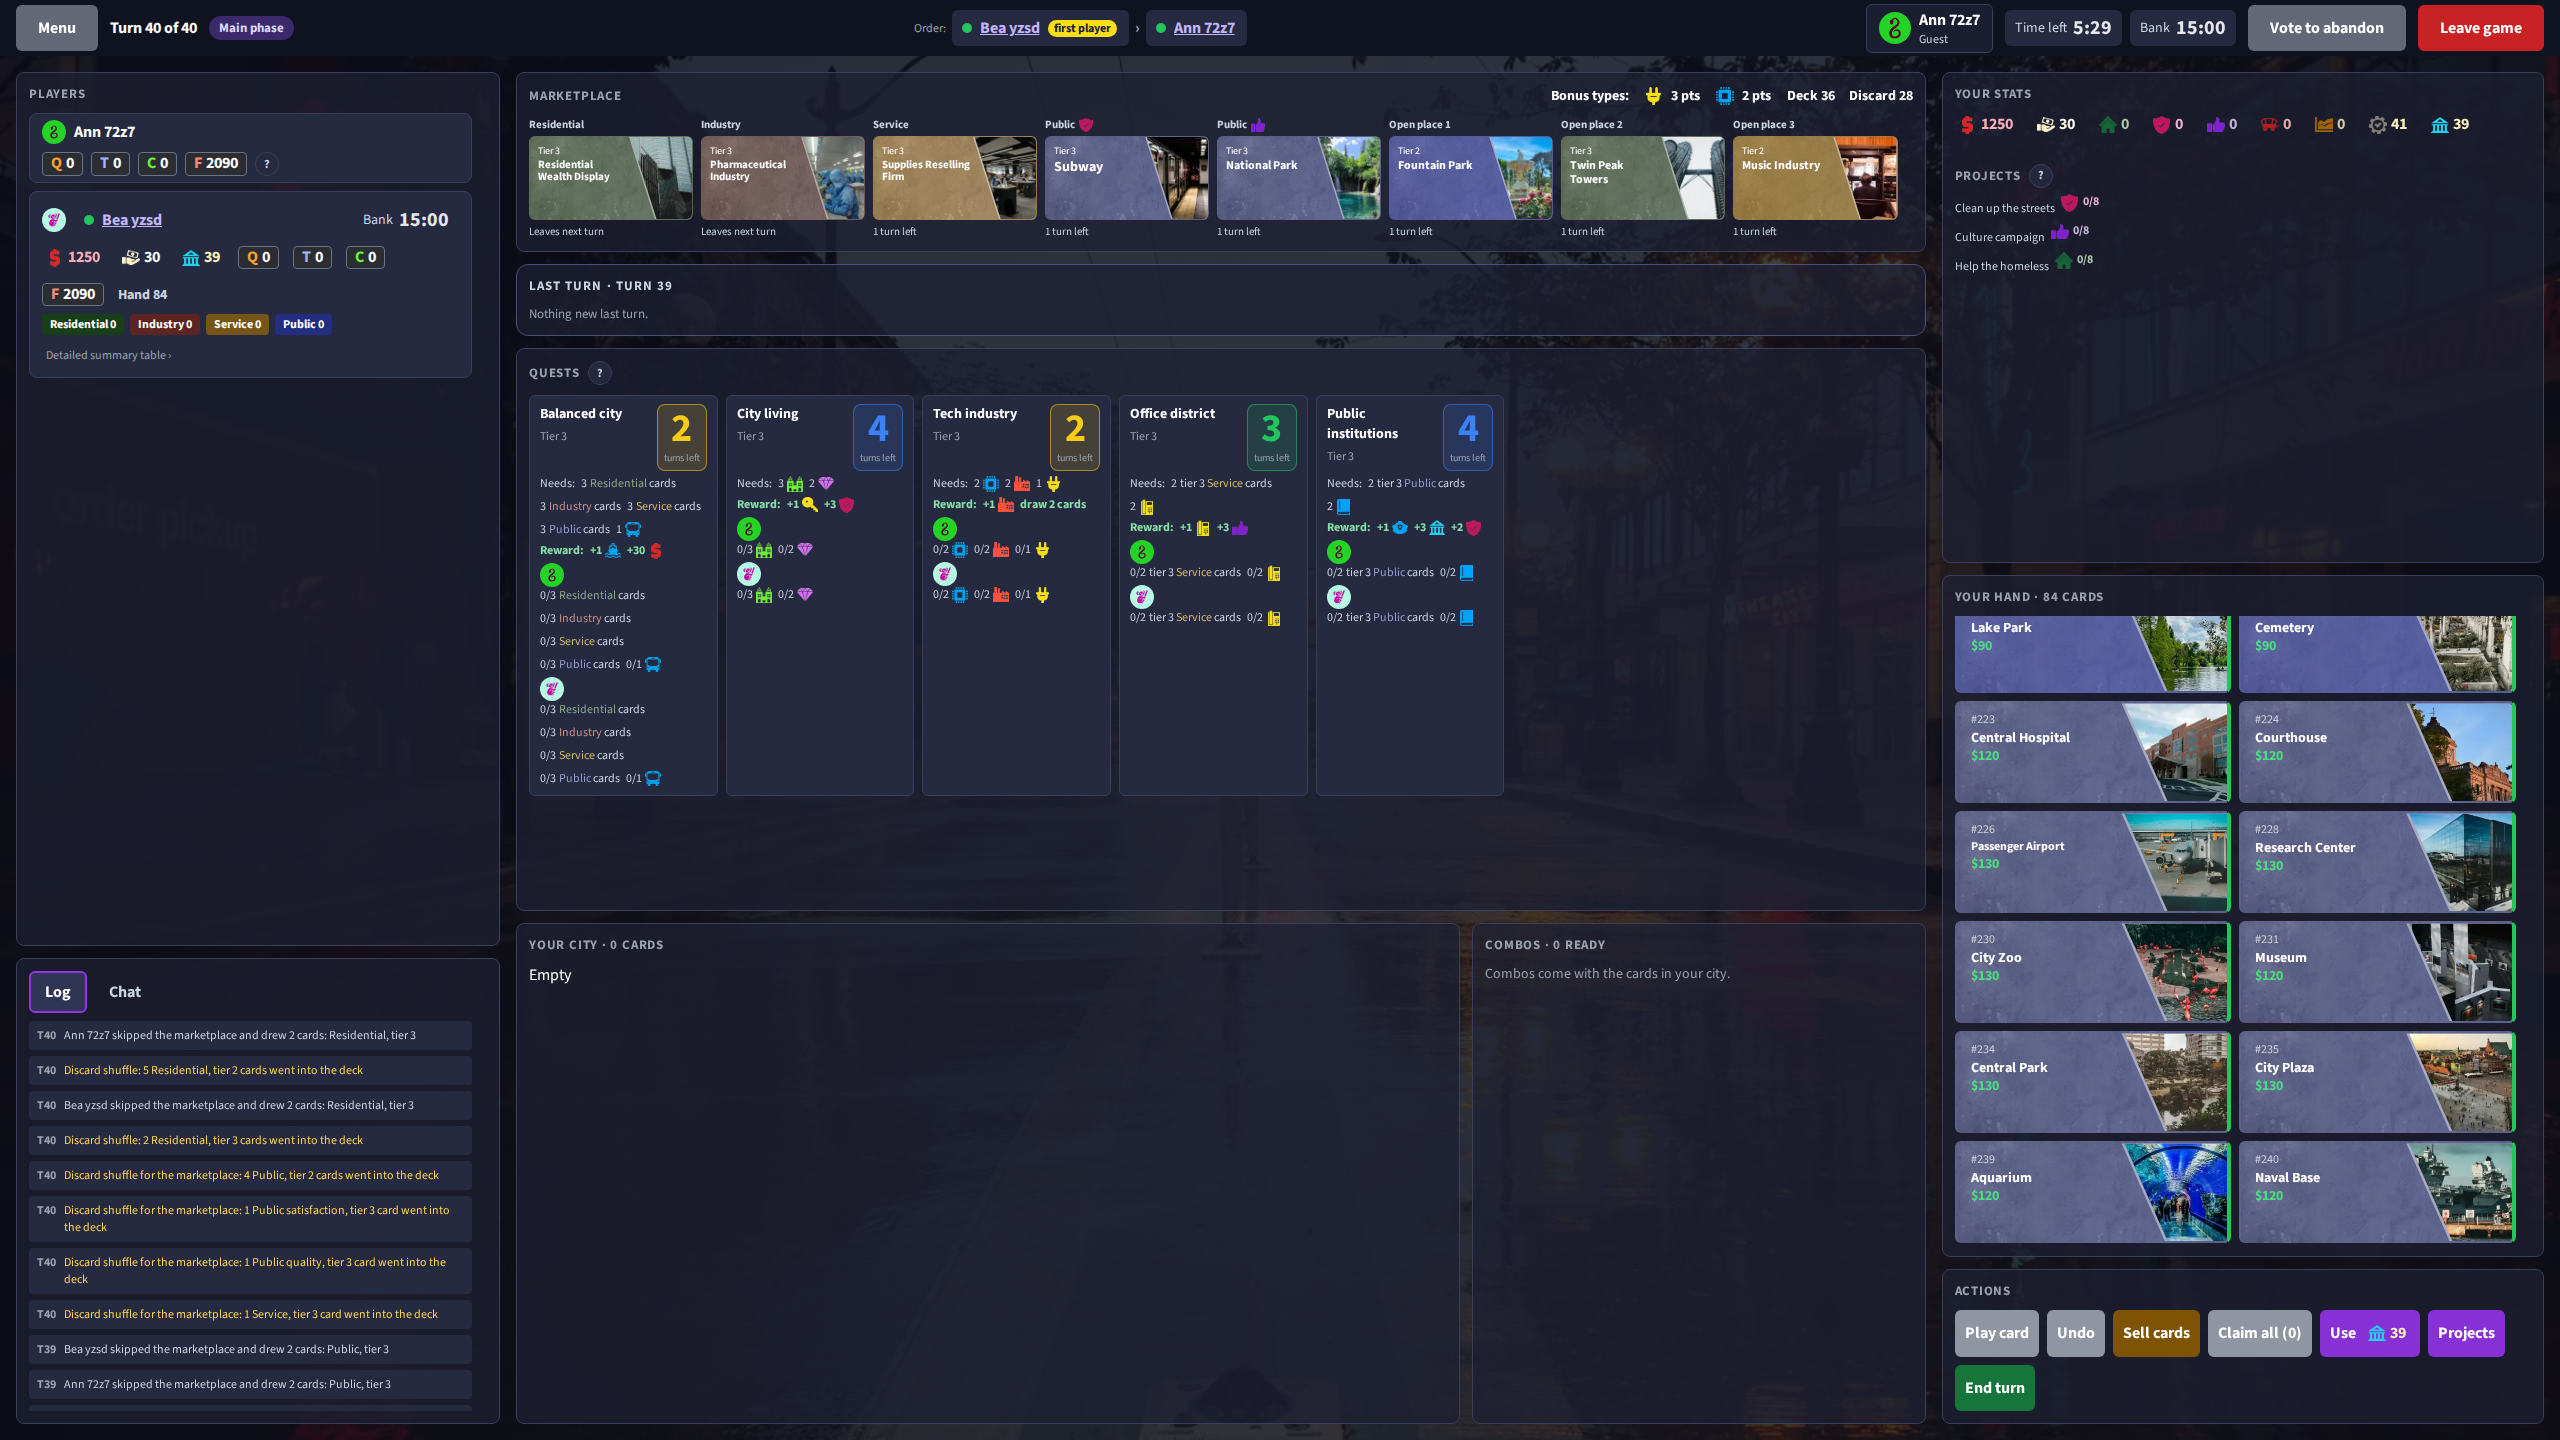 Menu
Turn 40 of 40
Main phase
Order:
Bea yzsd
first player
›
Ann 72z7
Ann 72z7
Guest
Time left 5:29
Bank 15:00
Vote to abandon
Leave game
PLAYERS
Ann 72z7
Q 0
T 0
C 0
F 2090
?
Bea yzsd
Bank 15:00
1250
30
39
Q 0
T 0
C 0
F 2090
Hand 84
Residential 0
Industry 0
Service 0
Public 0
Detailed summary table ›
Log
Chat
T40 Ann 72z7 skipped the marketplace and drew 2 cards: Residential, tier 3
T40 Discard shuffle: 5 Residential, tier 2 cards went into the deck
T40 Bea yzsd skipped the marketplace and drew 2 cards: Residential, tier 3
T40 Discard shuffle: 2 Residential, tier 3 cards went into the deck
T40 Discard shuffle for the marketplace: 4 Public, tier 2 cards went into the deck
T40 Discard shuffle for the marketplace: 1 Public satisfaction, tier 3 card went into
the deck
T40 Discard shuffle for the marketplace: 1 Public quality, tier 3 card went into the
deck
T40 Discard shuffle for the marketplace: 1 Service, tier 3 card went into the deck
T39 Bea yzsd skipped the marketplace and drew 2 cards: Public, tier 3
T39 Ann 72z7 skipped the marketplace and drew 2 cards: Public, tier 3
MARKETPLACE
Bonus types: 3 pts 2 pts Deck 36 Discard 28
Residential
Tier 3
Residential
Wealth Display
Leaves next turn
Industry
Tier 3
Pharmaceutical
Industry
Leaves next turn
Service
Tier 3
Supplies Reselling
Firm
1 turn left
Public
Tier 3
Subway
1 turn left
Public
Tier 3
National Park
1 turn left
Open place 1
Tier 2
Fountain Park
1 turn left
Open place 2
Tier 3
Twin Peak
Towers
1 turn left
Open place 3
Tier 2
Music Industry
1 turn left
LAST TURN · TURN 39
Nothing new last turn.
QUESTS ?
Balanced city
Tier 3
2
turns left
Needs: 3 Residential cards
3 Industry cards 3 Service cards
3 Public cards 1
Reward: +1 +30
0/3 Residential cards
0/3 Industry cards
0/3 Service cards
0/3 Public cards 0/1
0/3 Residential cards
0/3 Industry cards
0/3 Service cards
0/3 Public cards 0/1
City living
Tier 3
4
turns left
Needs: 3 2
Reward: +1 +3
0/3 0/2
0/3 0/2
Tech industry
Tier 3
2
turns left
Needs: 2 2 1
Reward: +1 draw 2 cards
0/2 0/2 0/1
0/2 0/2 0/1
Office district
Tier 3
3
turns left
Needs: 2 tier 3 Service cards
2
Reward: +1 +3
0/2 tier 3 Service cards 0/2
0/2 tier 3 Service cards 0/2
Public
institutions
Tier 3
4
turns left
Needs: 2 tier 3 Public cards
2
Reward: +1 +3 +2
0/2 tier 3 Public cards 0/2
0/2 tier 3 Public cards 0/2
YOUR CITY · 0 CARDS
Empty
COMBOS · 0 READY
Combos come with the cards in your city.
YOUR STATS
1250 30 0 0 0 0 0 41 39
PROJECTS ?
Clean up the streets 0/8
Culture campaign 0/8
Help the homeless 0/8
YOUR HAND · 84 CARDS
Lake Park
$90
Cemetery
$90
#223
Central Hospital
$120
#224
Courthouse
$120
#226
Passenger Airport
$130
#228
Research Center
$130
#230
City Zoo
$130
#231
Museum
$120
#234
Central Park
$130
#235
City Plaza
$130
#239
Aquarium
$120
#240
Naval Base
$120
ACTIONS
Play card
Undo
Sell cards
Claim all (0)
Use 39
Projects
End turn